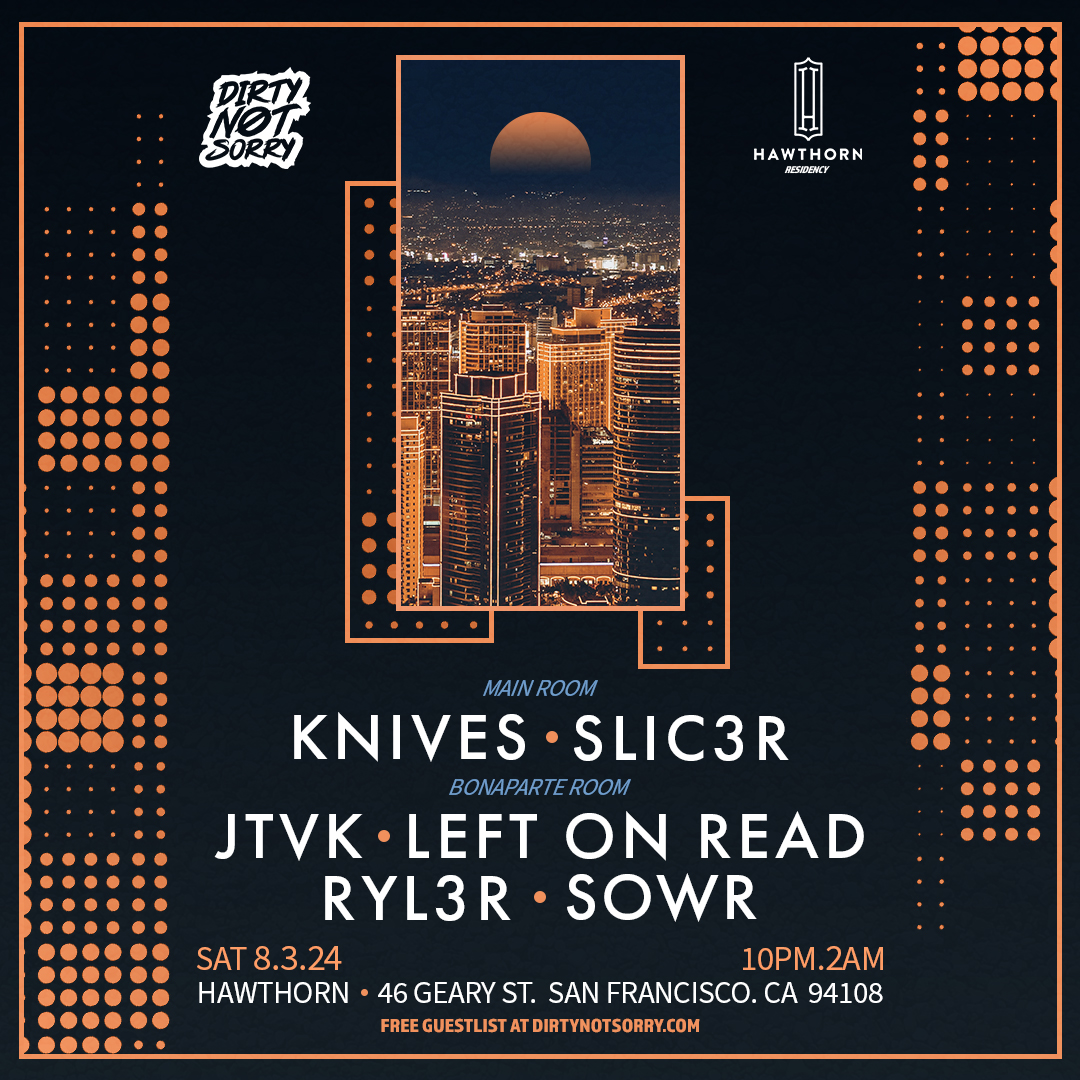 DIRTY
NØT
SORRY
HAWTHORN
RESIDENCY
MAIN ROOM
KNIVES • SLIC3R
BONAPARTE ROOM
JTVK • LEFT ON READ
RYL3R • SOWR
SAT 8.3.24 10PM.2AM
HAWTHORN • 46 GEARY ST. SAN FRANCISCO. CA 94108
FREE GUESTLIST AT DIRTYNOTSORRY.COM